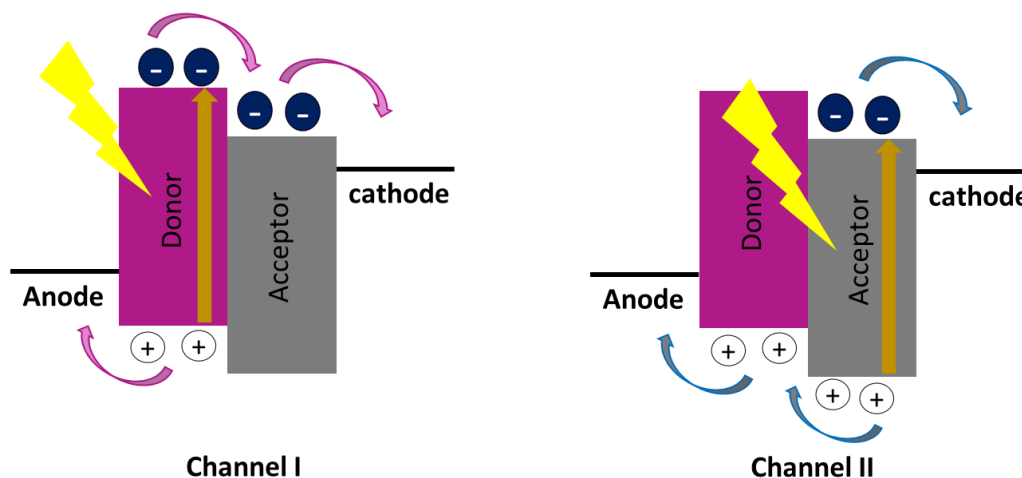 Donor
Acceptor
cathode
Anode
Channel I
Donor
Acceptor
cathode
Anode
Channel II